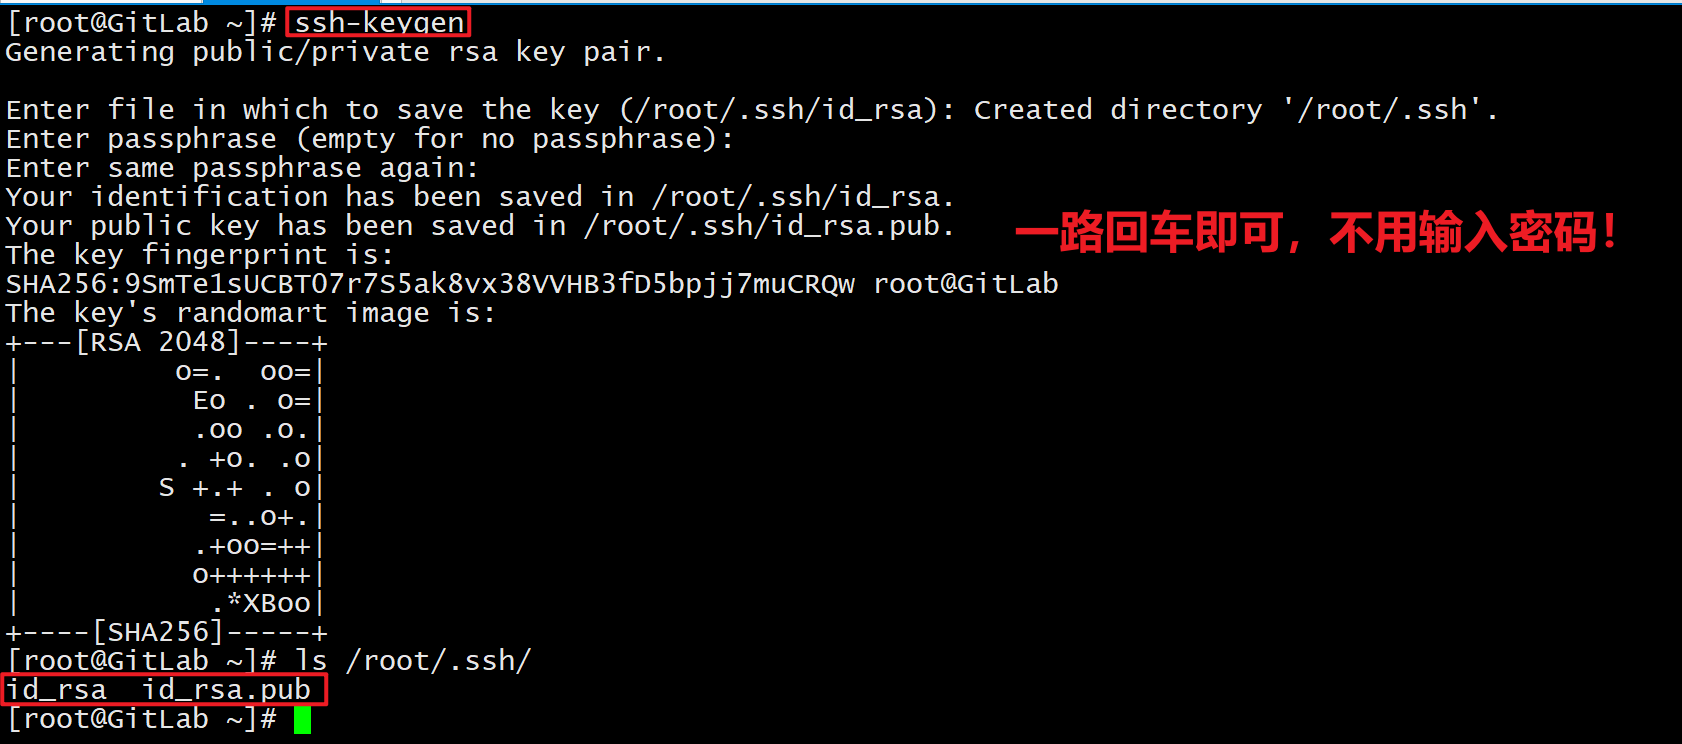 [root@GitLab ~]# ssh-keygen
Generating public/private rsa key pair.
Enter file in which to save the key (/root/.ssh/id_rsa): Created directory '/root/.ssh'.
Enter passphrase (empty for no passphrase):
Enter same passphrase again:
Your identification has been saved in /root/.ssh/id_rsa.
Your public key has been saved in /root/.ssh/id_rsa.pub.
一路回车即可，不用输入密码！
The key fingerprint is:
SHA256:9SmTe1sUCBTO7r7S5ak8vx38VVHB3fD5bpjj7muCRQw root@GitLab
The key's randomart image is:
+---[RSA 2048]----+
|         o=.  oo=|
|          Eo . o=|
|          .oo .o.|
|         . +o. .o|
|        S +.+ . o|
|           =..o+.|
|          .+oo=++|
|          o++++++|
|           .*XBoo|
+----[SHA256]-----+
[root@GitLab ~]# ls /root/.ssh/
id_rsa  id_rsa.pub
[root@GitLab ~]#